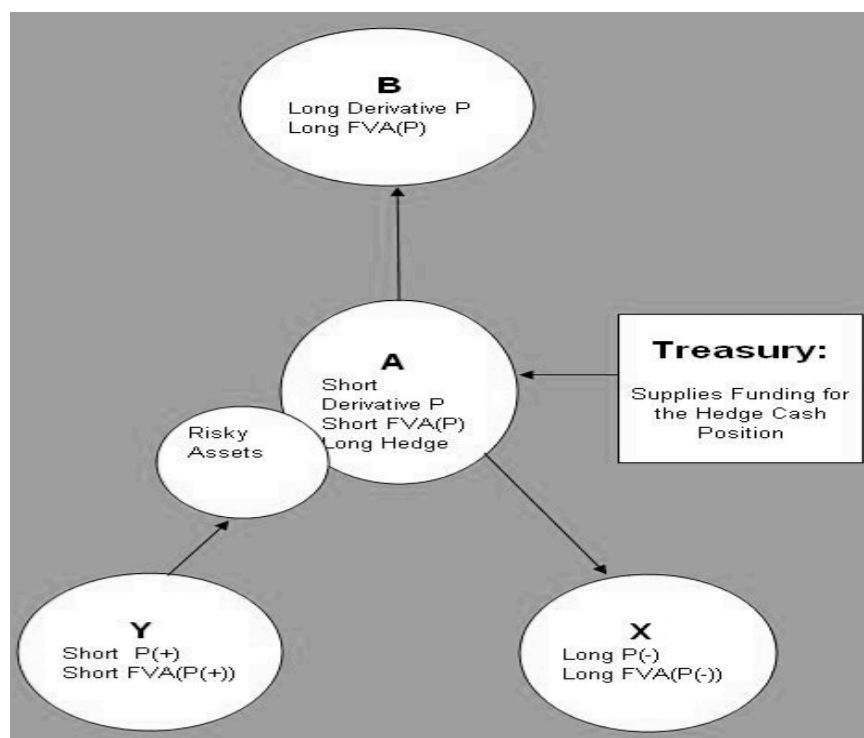 B
Long Derivative P
Long FVA(P)
A
Short
Derivative P
Short FVA(P)
Long Hedge
Treasury:
Supplies Funding for
the Hedge Cash
Position
Risky
Assets
Y
Short P(+)
Short FVA(P(+))
X
Long P(-)
Long FVA(P(-))